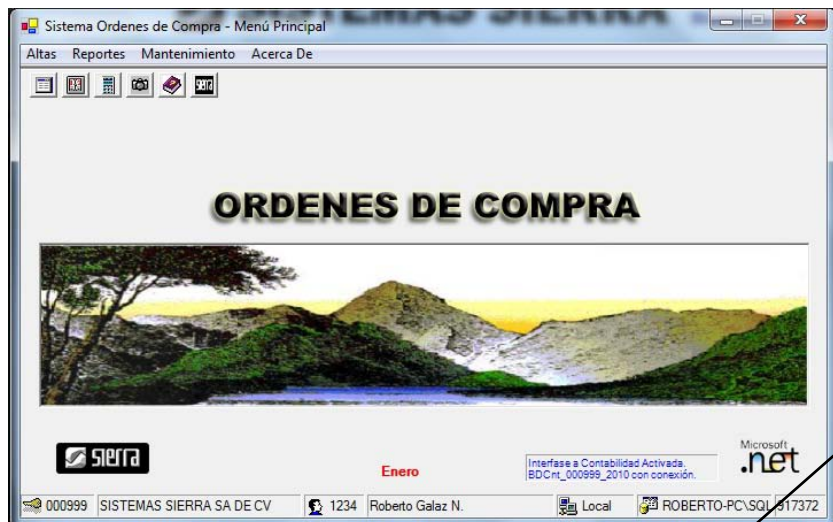 SISTEMAS SIERRA
Sistema Ordenes de Compra - Menú Principal
Altas Reportes Mantenimiento Acerca De
ORDENES DE COMPRA
sierra
Enero
Interfase a Contabilidad Activada.
BDCnt_000999_2010 con conexión.
Microsoft
.net
000999 SISTEMAS SIERRA SA DE CV 1234 Roberto Galaz N. Local ROBERTO-PC\SQL 917372